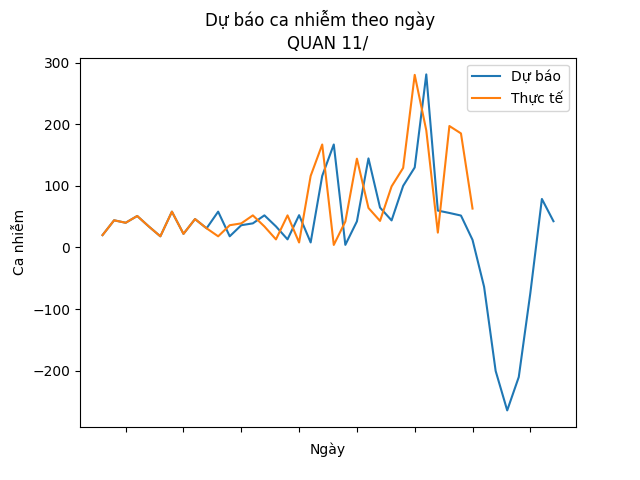 Dự báo ca nhiễm theo ngày
QUAN 11/
Dự báo
Thực tế
300
200
100
0
−100
−200
Ca nhiễm
Ngày